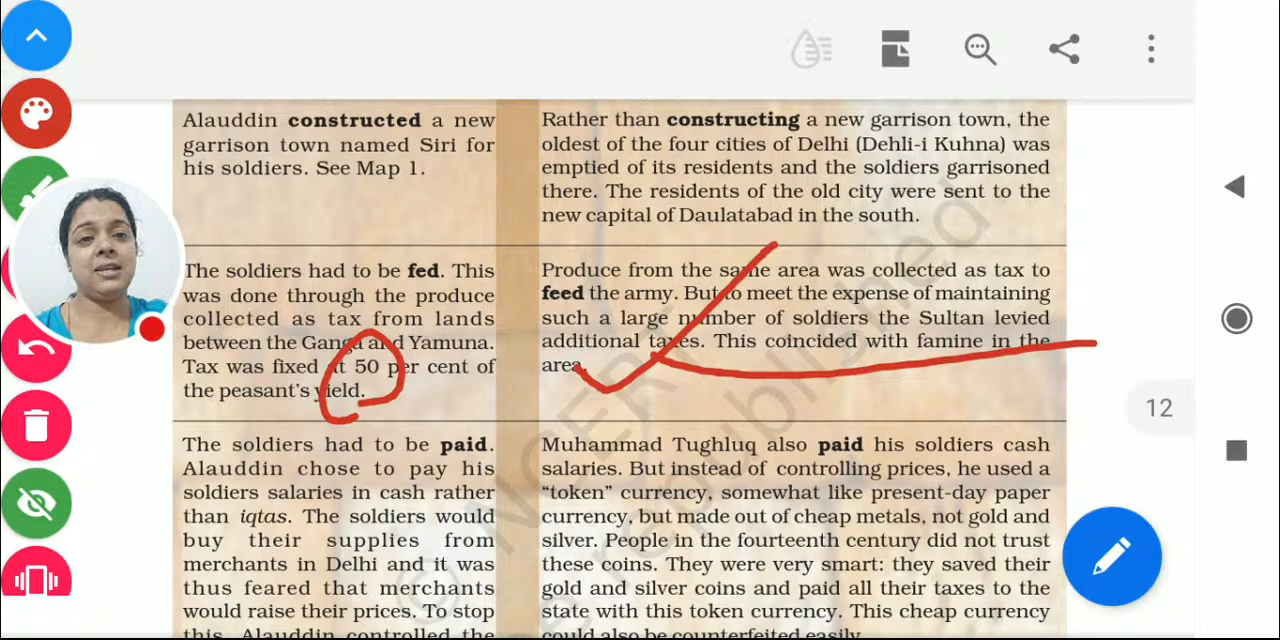 Alauddin constructed a new
garrison town named Siri for
his soldiers. See Map 1.
Rather than constructing a new garrison town, the
oldest of the four cities of Delhi (Dehli-i Kuhna) was
emptied of its residents and the soldiers garrisoned
there. The residents of the old city were sent to the
new capital of Daulatabad in the south.
The soldiers had to be fed. This
was done through the produce
collected as tax from lands
between the Ganga and Yamuna.
Tax was fixed at 50 per cent of
the peasant's yield.
Produce from the same area was collected as tax to
feed the army. But to meet the expense of maintaining
such a large number of soldiers the Sultan levied
additional taxes. This coincided with famine in the
area.
The soldiers had to be paid.
Alauddin chose to pay his
soldiers salaries in cash rather
than iqtas. The soldiers would
buy their supplies from
merchants in Delhi and it was
thus feared that merchants
would raise their prices. To stop
this, Alauddin controlled the
Muhammad Tughluq also paid his soldiers cash
salaries. But instead of controlling prices, he used a
“token” currency, somewhat like present-day paper
currency, but made out of cheap metals, not gold and
silver. People in the fourteenth century did not trust
these coins. They were very smart: they saved their
gold and silver coins and paid all their taxes to the
state with this token currency. This cheap currency
could also be counterfeited easily.
12
© NCERT
be republished